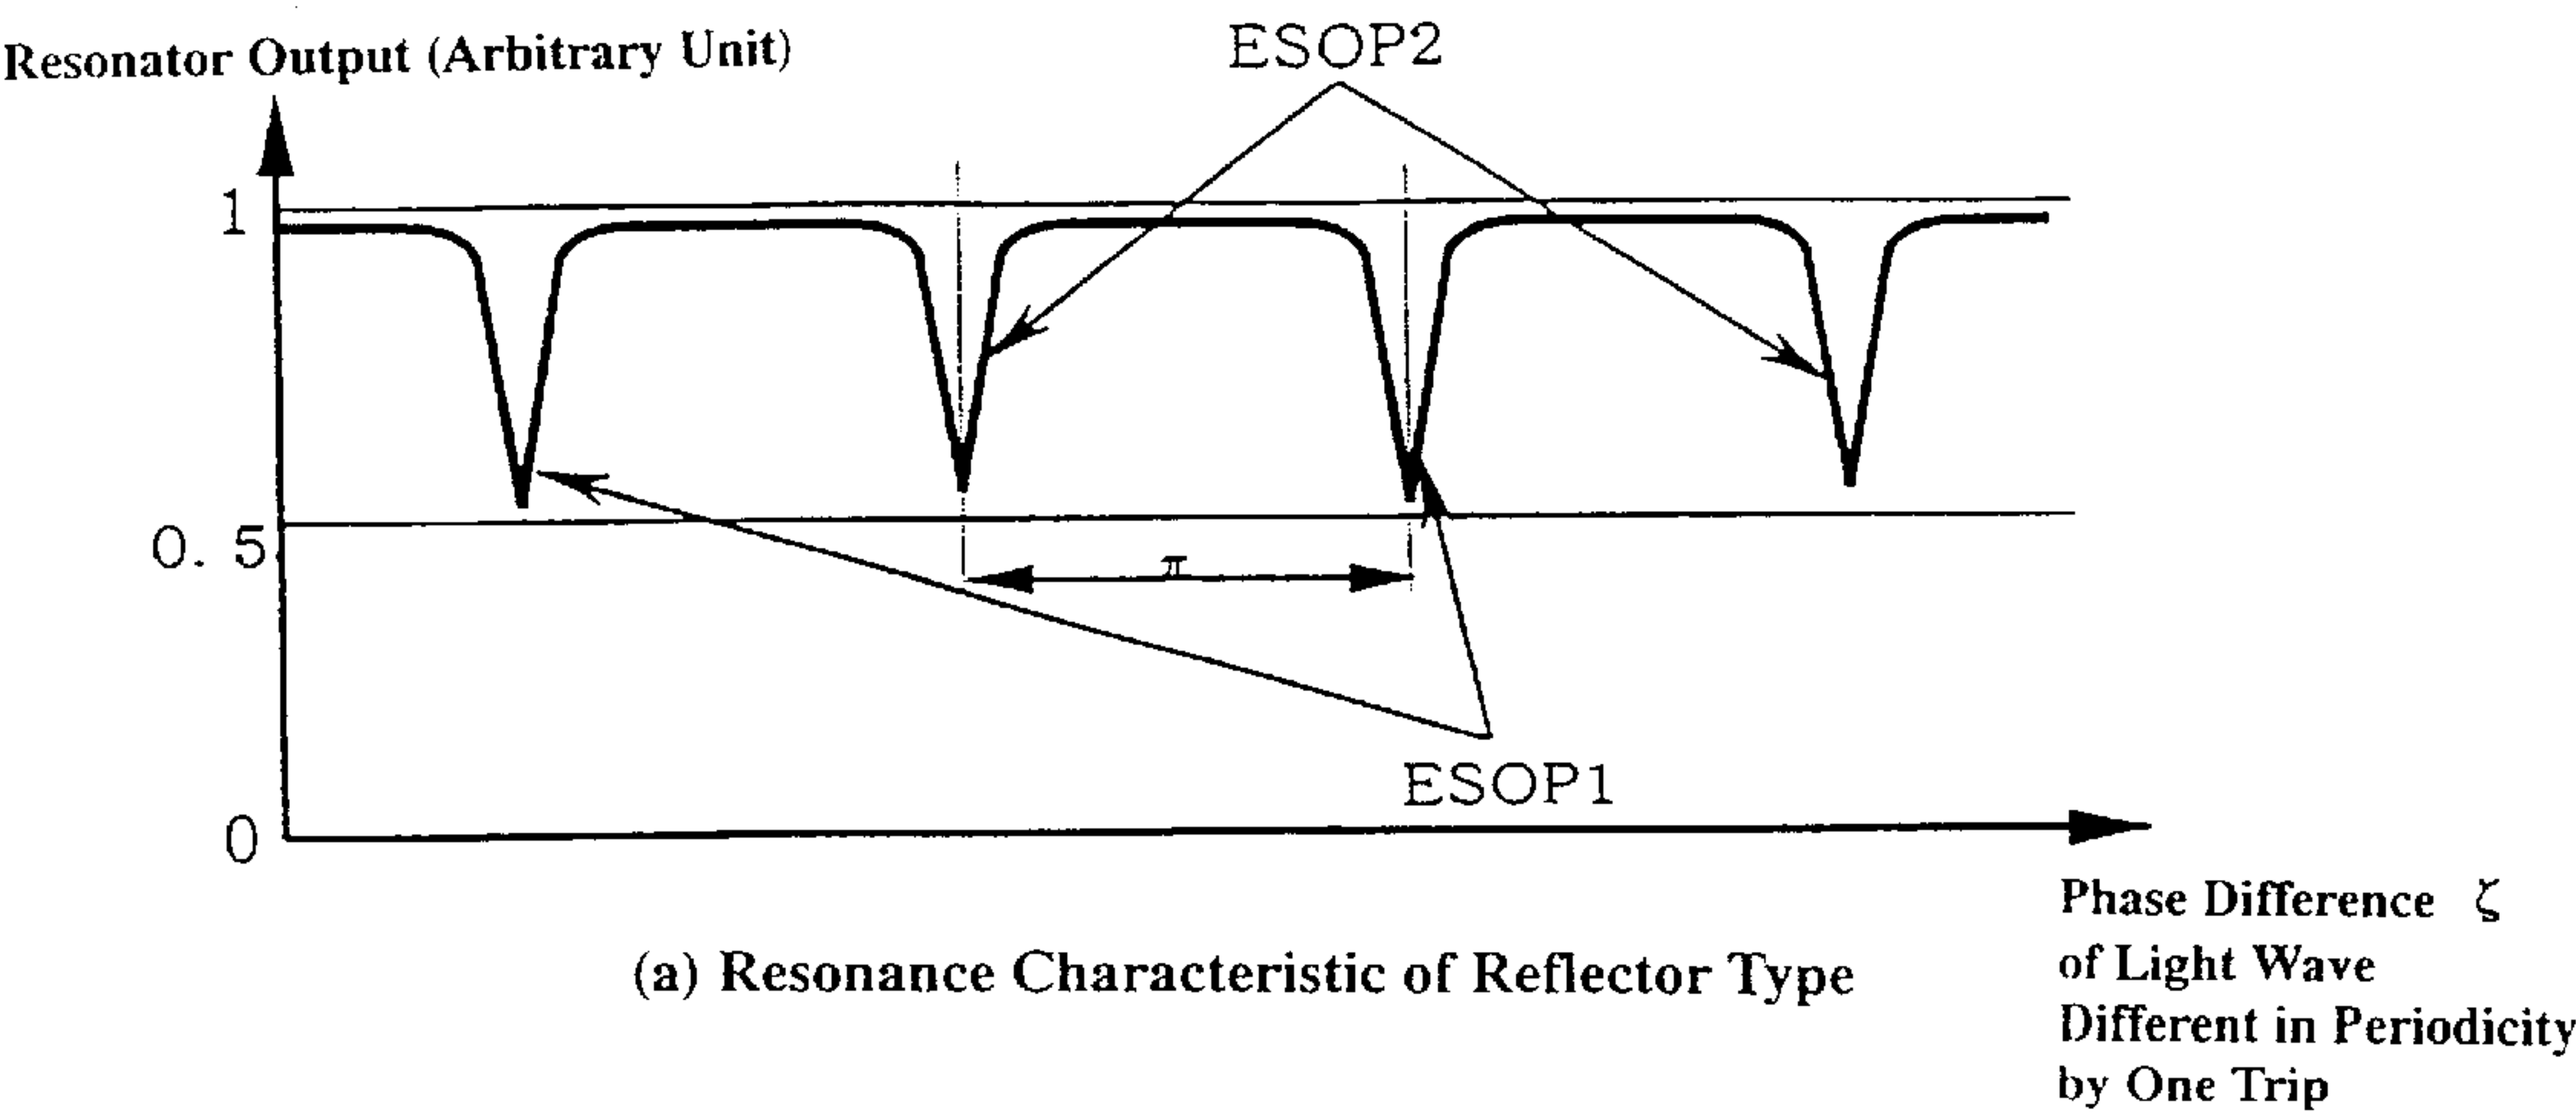 Resonator Output (Arbitrary Unit)
ESOP2
1
0. 5
π
ESOP1
0
Phase Difference ζ
of Light Wave
Different in Periodicity
by One Trip
(a) Resonance Characteristic of Reflector Type